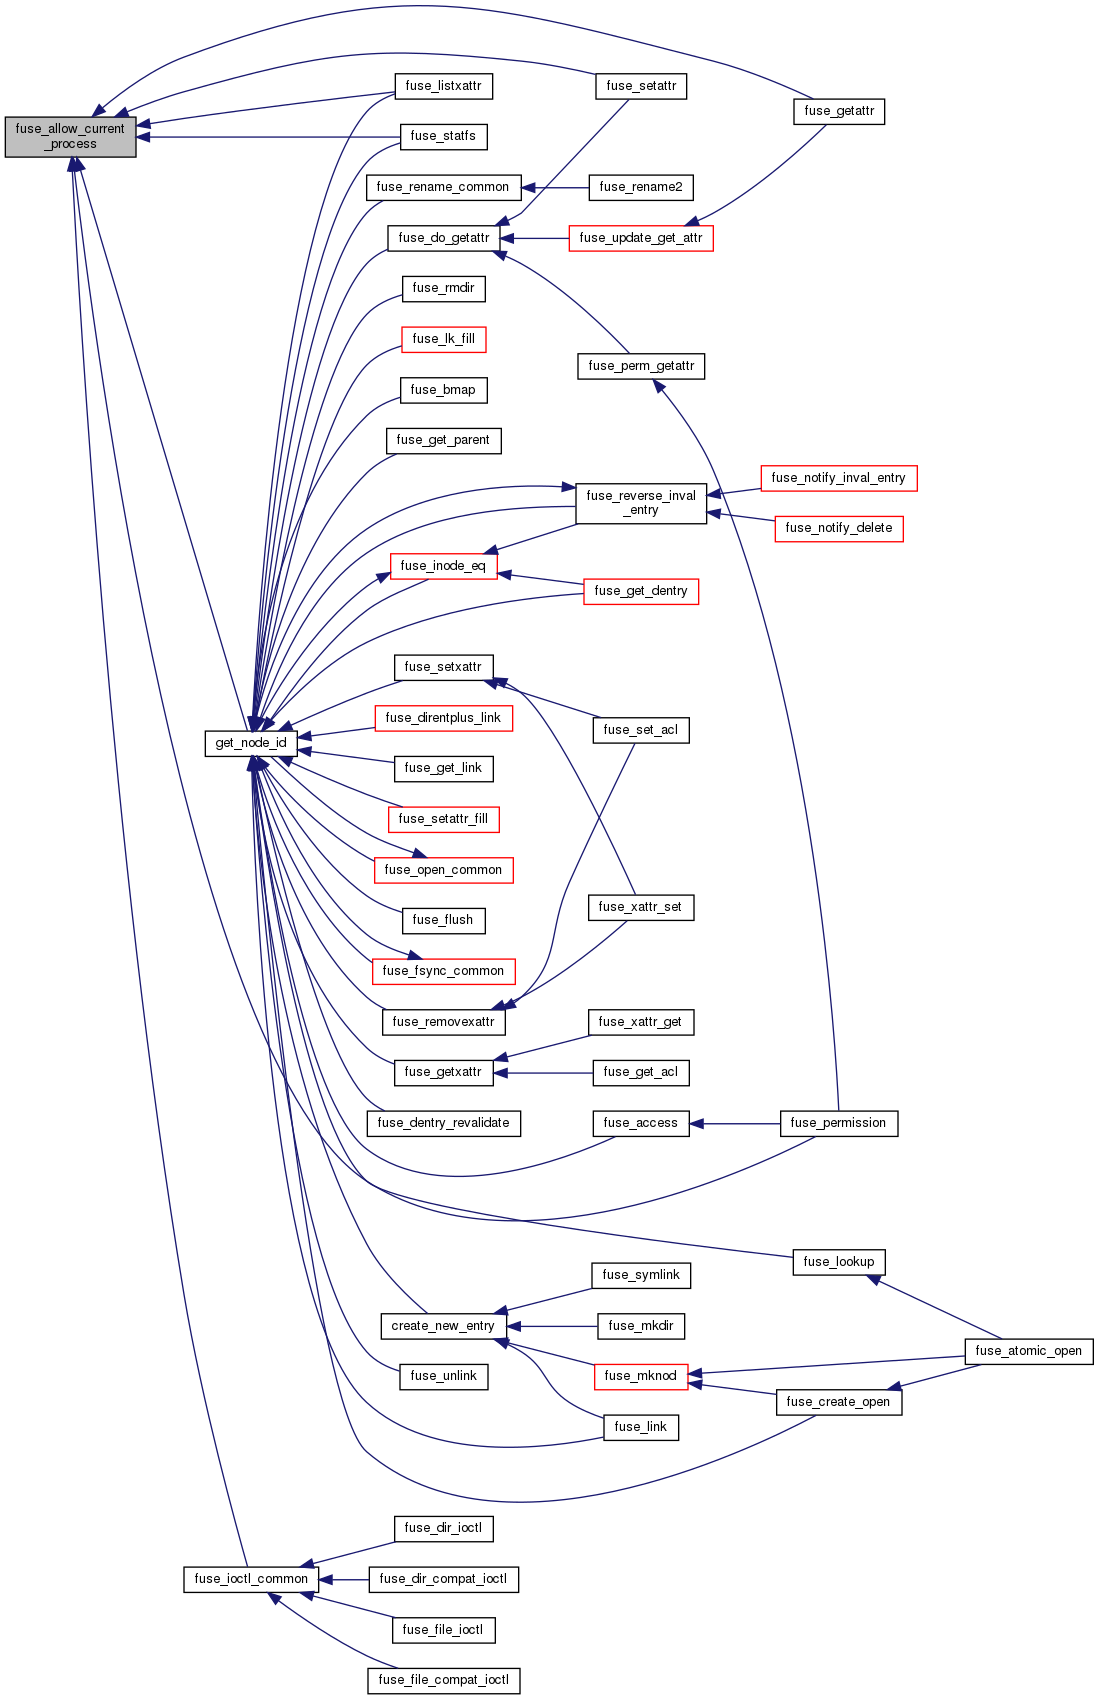 fuse_allow_current
_process
fuse_listxattr
fuse_setattr
fuse_getattr
fuse_statfs
fuse_rename_common
fuse_rename2
fuse_do_getattr
fuse_update_get_attr
fuse_rmdir
fuse_lk_fill
fuse_perm_getattr
fuse_bmap
fuse_get_parent
fuse_reverse_inval
_entry
fuse_notify_inval_entry
fuse_notify_delete
fuse_inode_eq
fuse_get_dentry
fuse_setxattr
fuse_direntplus_link
fuse_set_acl
get_node_id
fuse_get_link
fuse_setattr_fill
fuse_open_common
fuse_flush
fuse_xattr_set
fuse_fsync_common
fuse_removexattr
fuse_xattr_get
fuse_getxattr
fuse_get_acl
fuse_dentry_revalidate
fuse_access
fuse_permission
fuse_lookup
fuse_symlink
create_new_entry
fuse_mkdir
fuse_atomic_open
fuse_unlink
fuse_mknod
fuse_create_open
fuse_link
fuse_dir_ioctl
fuse_ioctl_common
fuse_dir_compat_ioctl
fuse_file_ioctl
fuse_file_compat_ioctl